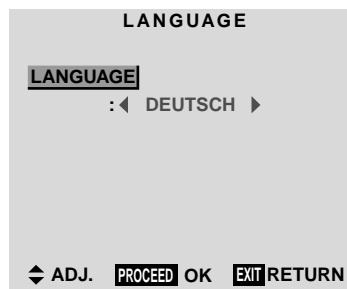 LANGUAGE
LANGUAGE
: ◀ DEUTSCH ▶
ADJ. PROCEED OK EXIT RETURN